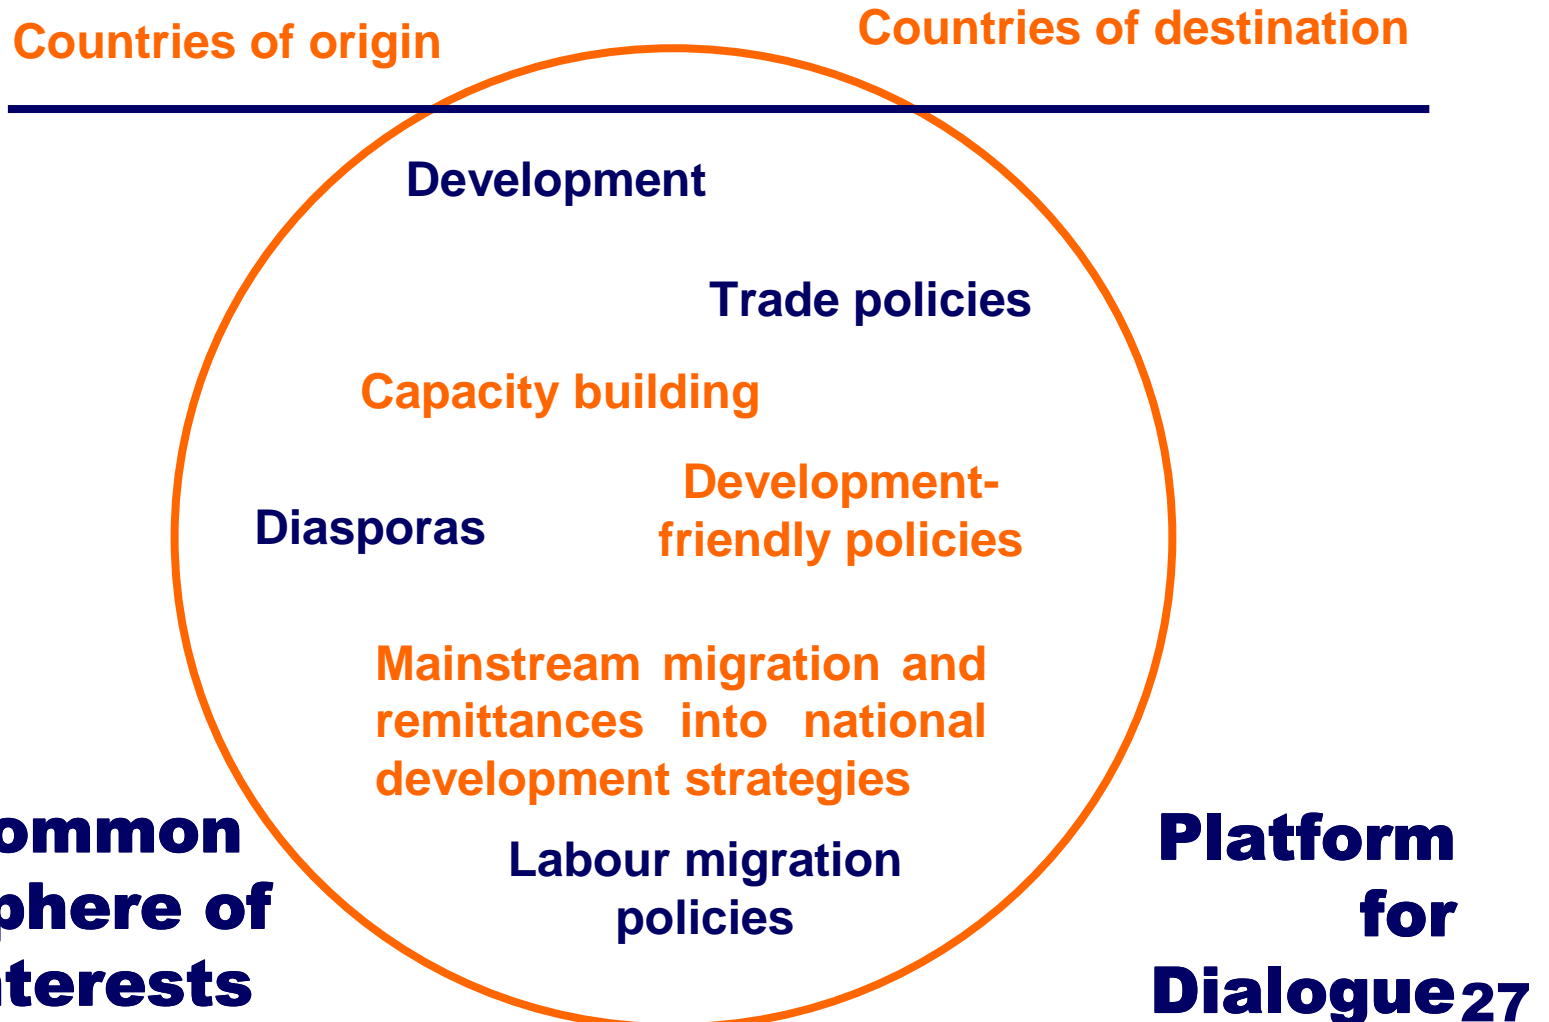 Countries of origin
Countries of destination
Development
Trade policies
Capacity building
Development-
friendly policies
Diasporas
Mainstream migration and
remittances into national
development strategies
Labour migration
policies
ommon
phere of
nterests
Platform
for
Dialogue
27